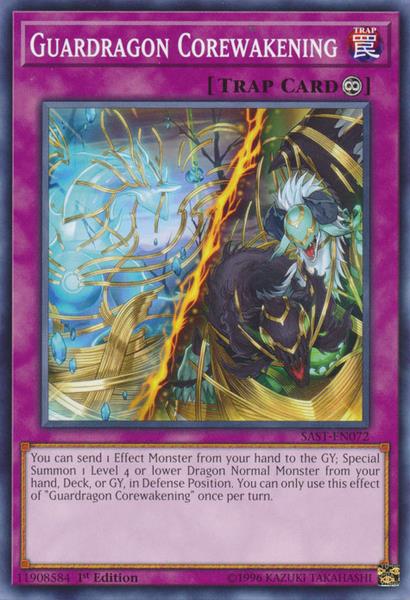 GUARDRAGON COREWAKENING
TRAP
罠
[TRAP CARD ]
SAST-EN072
You can send 1 Effect Monster from your hand to the GY; Special
Summon 1 Level 4 or lower Dragon Normal Monster from your
hand, Deck, or GY, in Defense Position. You can only use this effect
of "Guardragon Corewakening" once per turn.
11908584 1st Edition
©1996 KAZUKI TAKAHASHI